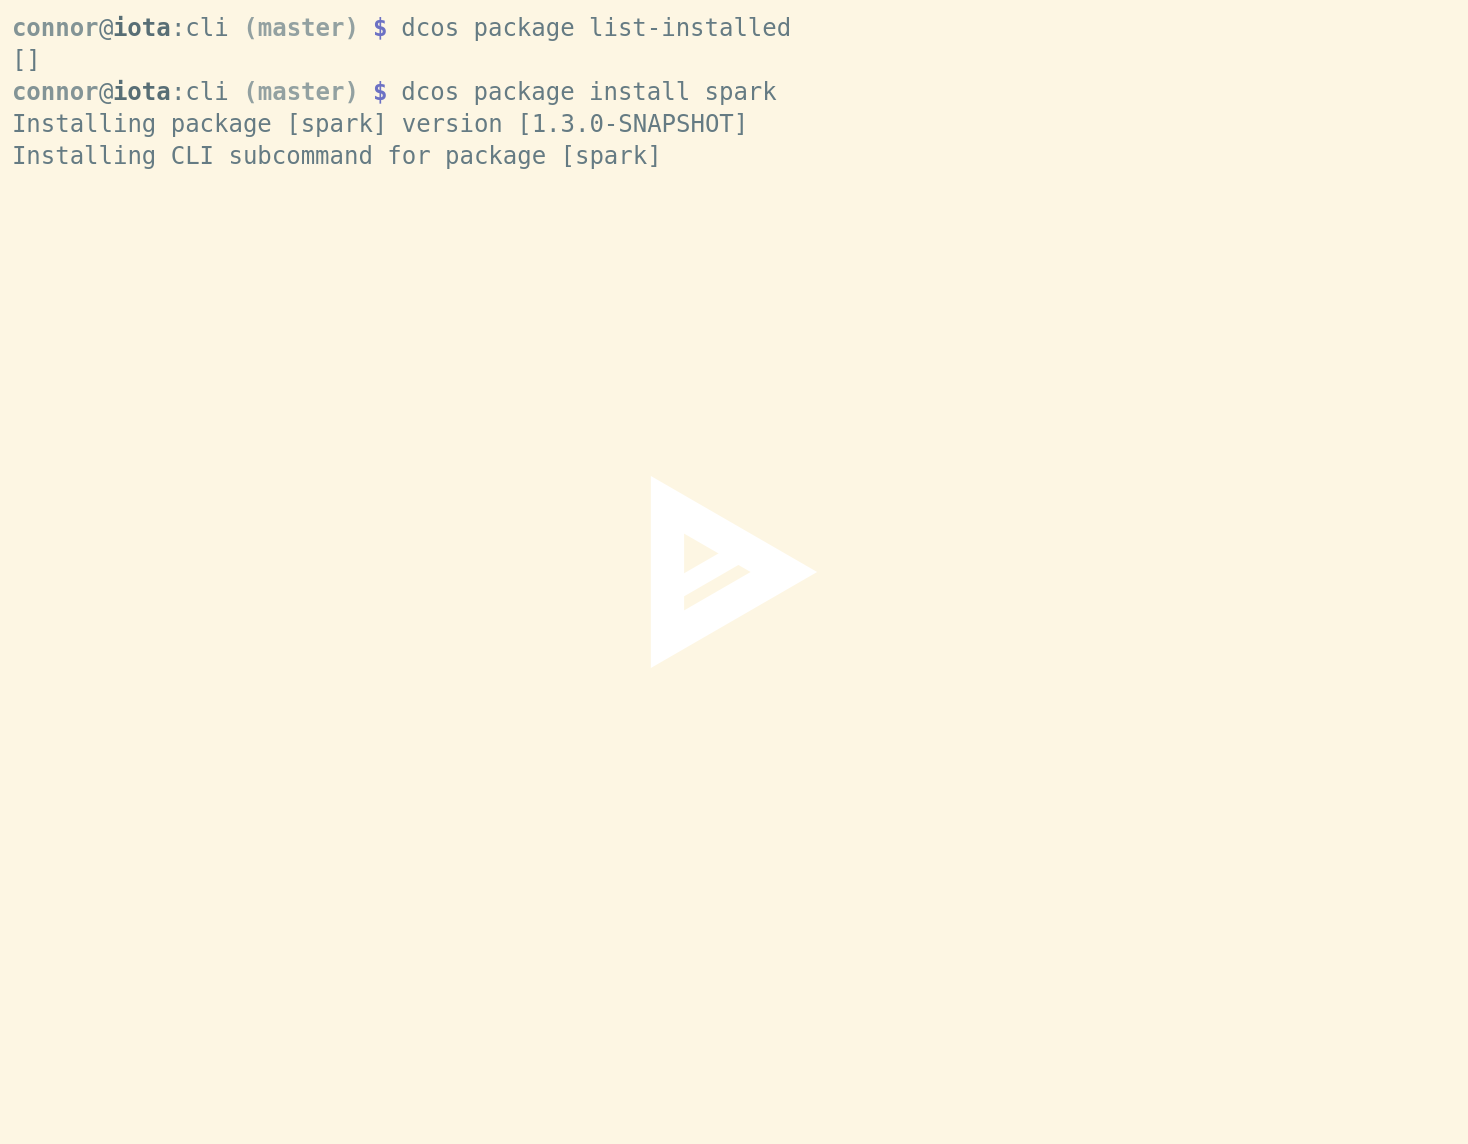 connor@iota:cli (master) $ dcos package list-installed
[]
connor@iota:cli (master) $ dcos package install spark
Installing package [spark] version [1.3.0-SNAPSHOT]
Installing CLI subcommand for package [spark]